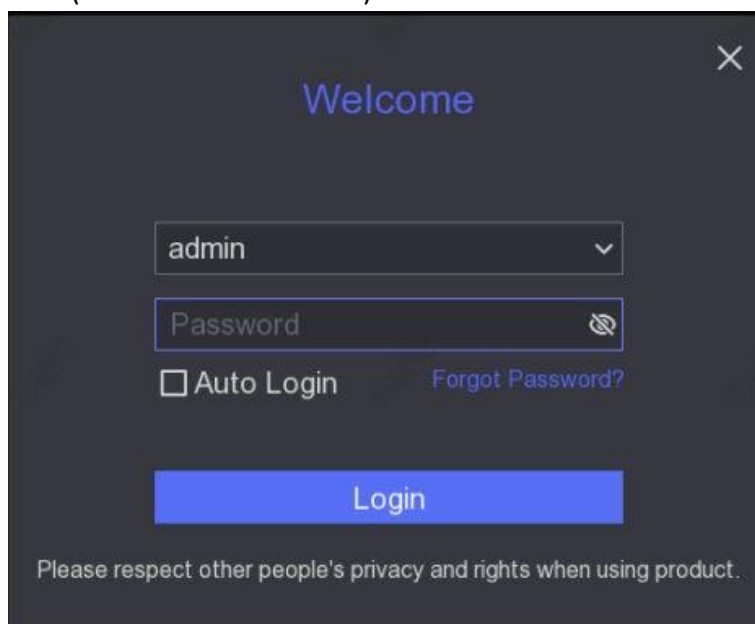 Welcome
admin
Password
Auto Login
Forgot Password?
Login
Please respect other people's privacy and rights when using product.